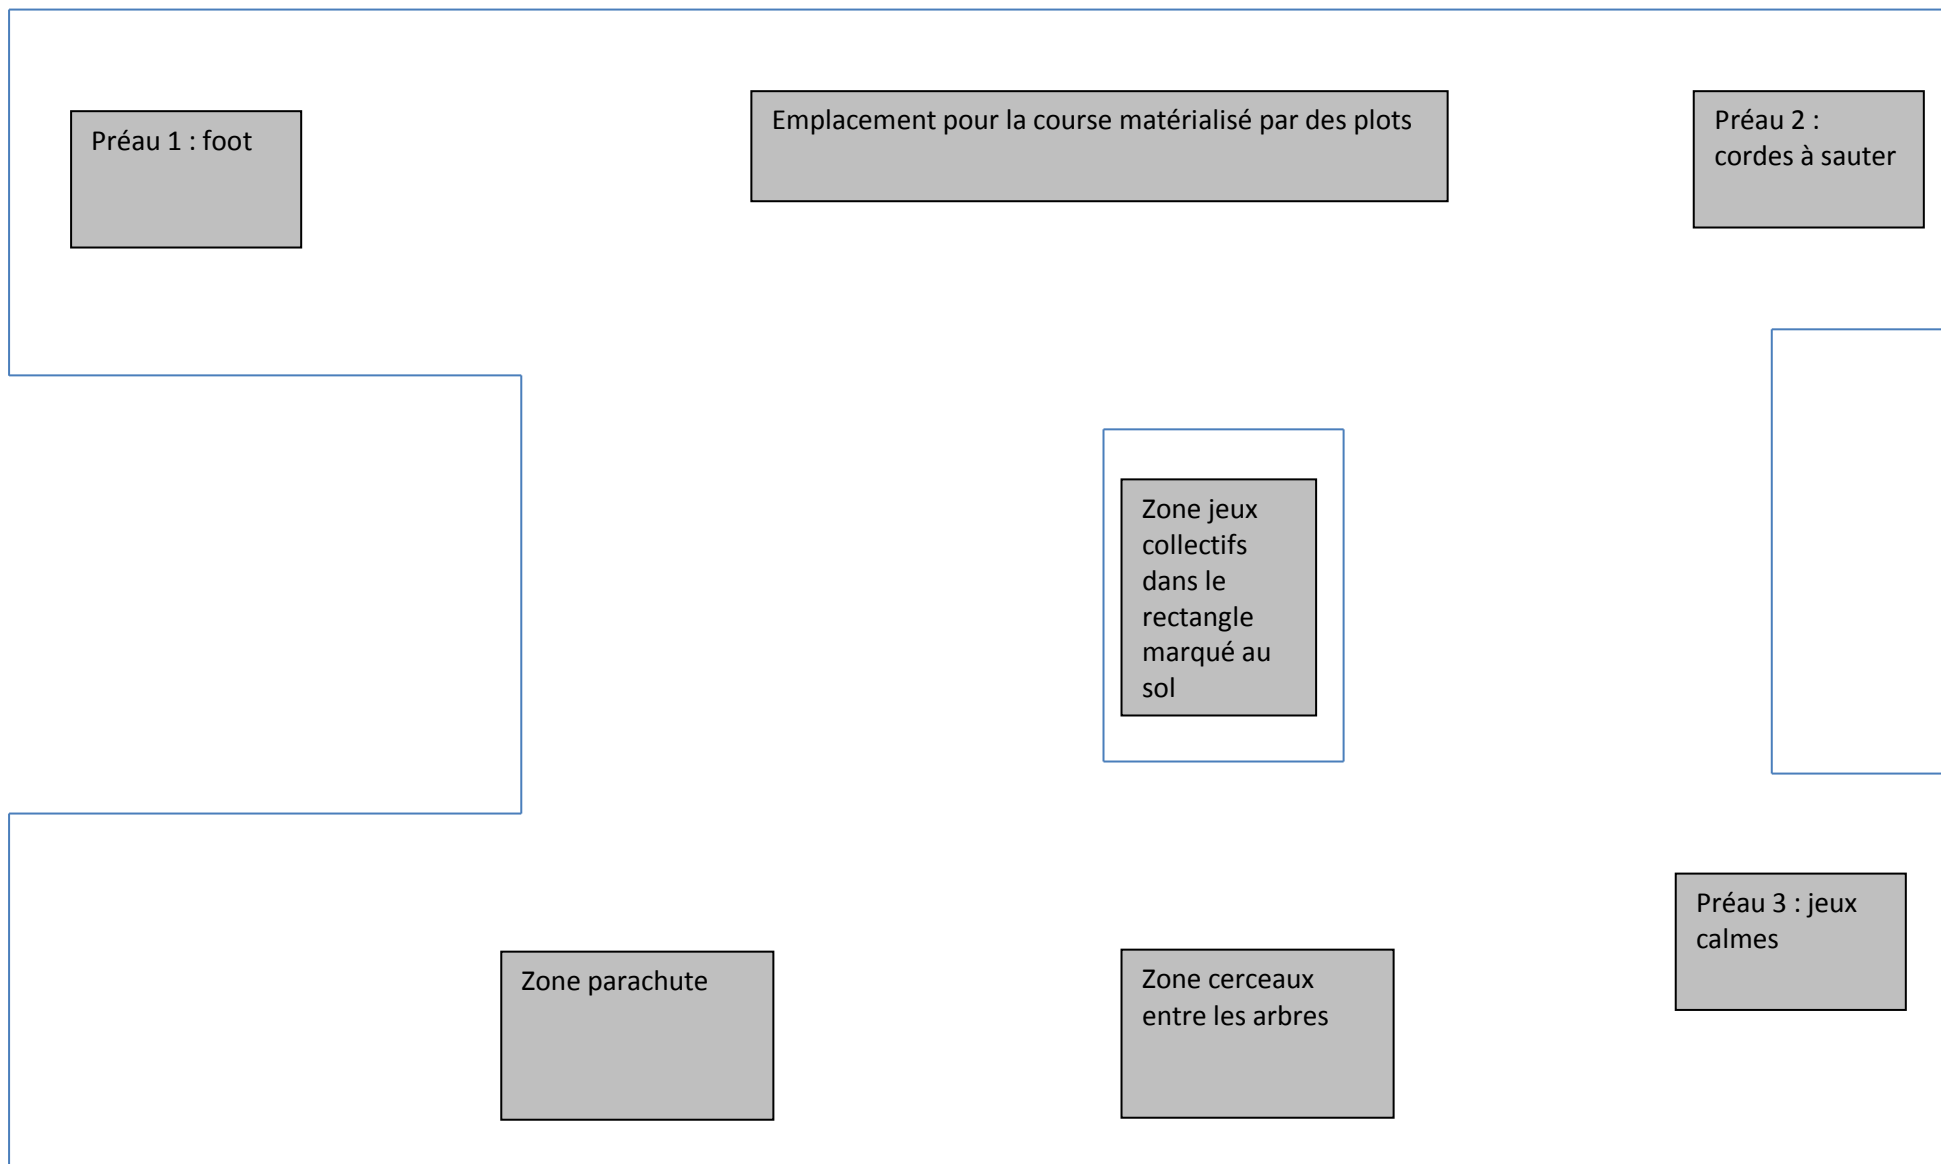 Préau 1 : foot
Emplacement pour la course matérialisé par des plots
Préau 2 :
cordes à sauter
Zone jeux
collectifs
dans le
rectangle
marqué au
sol
Préau 3 : jeux
calmes
Zone parachute
Zone cerceaux
entre les arbres